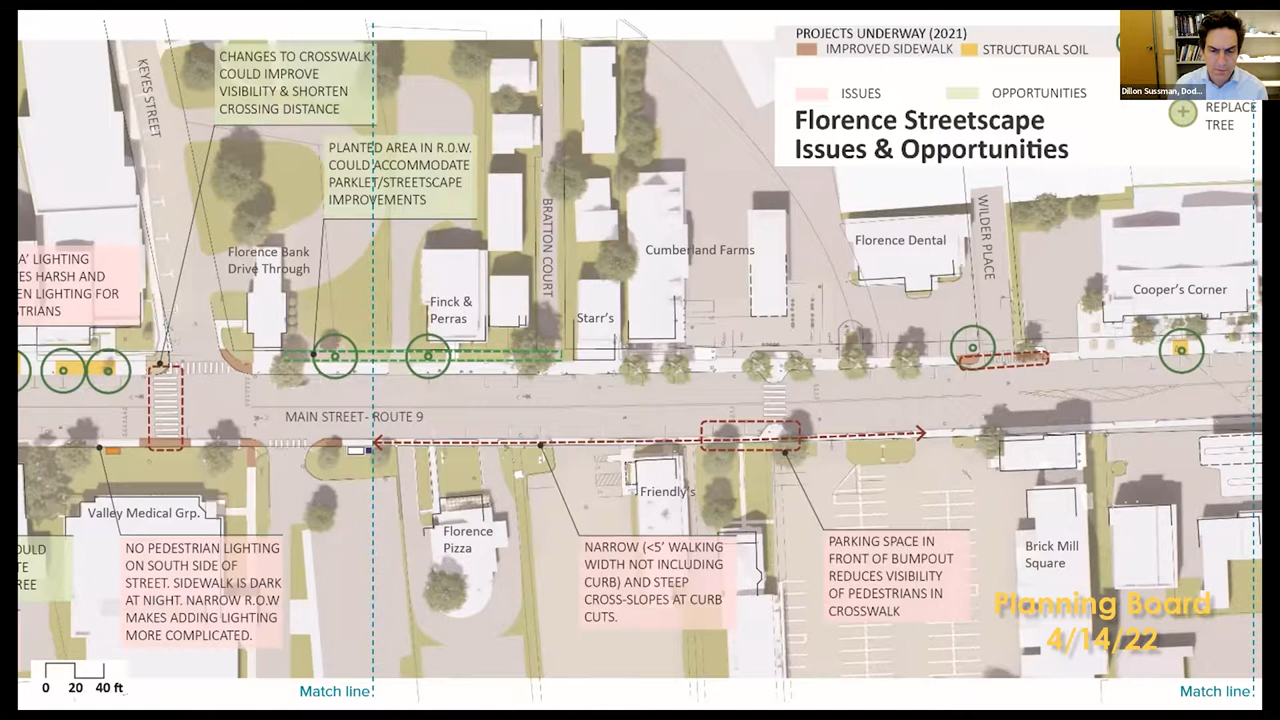 PROJECTS UNDERWAY (2021)
IMPROVED SIDEWALK
STRUCTURAL SOIL
ISSUES
OPPORTUNITIES
REPLACE
TREE
Florence Streetscape
Issues & Opportunities
Dillon Sussman, Dod...
KEYES STREET
CHANGES TO CROSSWALK
COULD IMPROVE
VISIBILITY & SHORTEN
CROSSING DISTANCE
PLANTED AREA IN R.O.W.
COULD ACCOMMODATE
PARKLET/STREETSCAPE
IMPROVEMENTS
BRATTON COURT
WILDER PLACE
LIGHTING
HARSH AND
LIGHTING FOR
Florence Bank
Drive Through
Finck &
Perras
Starr's
Cumberland Farms
Florence Dental
Cooper's Corner
MAIN STREET- ROUTE 9
Valley Medical Grp.
Florence
Pizza
Friendly's
Brick Mill
Square
NO PEDESTRIAN LIGHTING
ON SOUTH SIDE OF
STREET. SIDEWALK IS DARK
AT NIGHT. NARROW R.O.W
MAKES ADDING LIGHTING
MORE COMPLICATED.
NARROW (<5' WALKING
WIDTH NOT INCLUDING
CURB) AND STEEP
CROSS-SLOPES AT CURB
CUTS.
PARKING SPACE IN
FRONT OF BUMPOUT
REDUCES VISIBILITY
OF PEDESTRIANS IN
CROSSWALK
Planning Board
4/14/22
0 20 40 ft
Match line
Match line